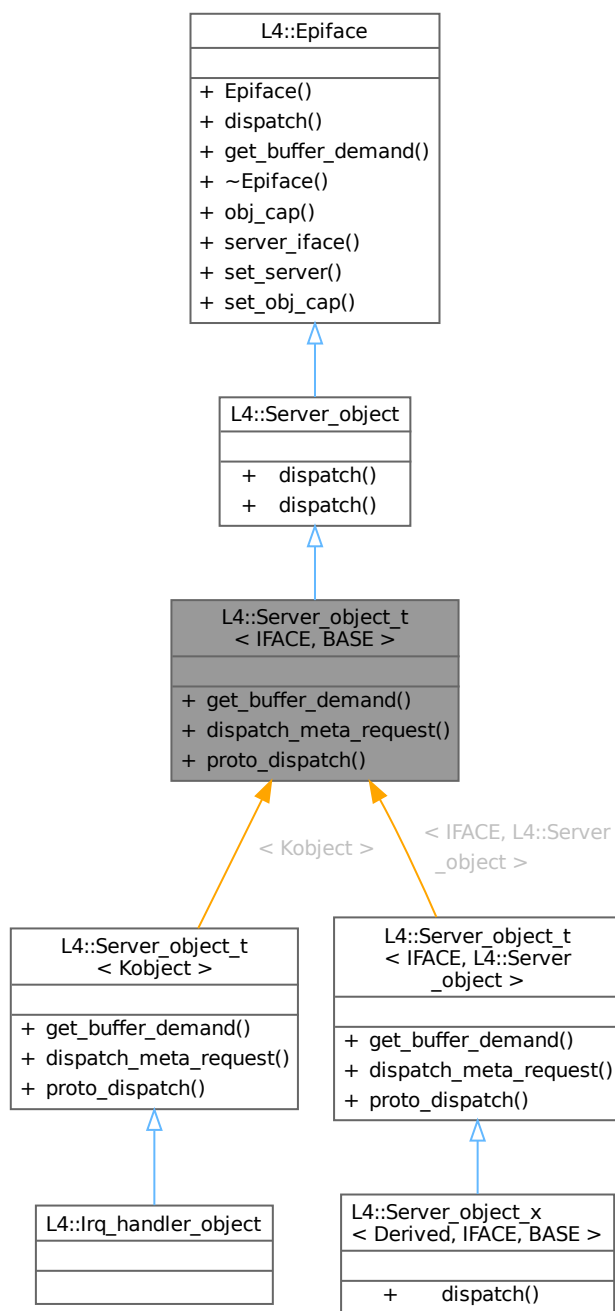 L4::Epiface
+ Epiface()
+ dispatch()
+ get_buffer_demand()
+ ~Epiface()
+ obj_cap()
+ server_iface()
+ set_server()
+ set_obj_cap()
L4::Server_object
+ dispatch()
+ dispatch()
L4::Server_object_t
< IFACE, BASE >
+ get_buffer_demand()
+ dispatch_meta_request()
+ proto_dispatch()
< Kobject >
< IFACE, L4::Server
_object >
L4::Server_object_t
< Kobject >
+ get_buffer_demand()
+ dispatch_meta_request()
+ proto_dispatch()
L4::Server_object_t
< IFACE, L4::Server
_object >
+ get_buffer_demand()
+ dispatch_meta_request()
+ proto_dispatch()
L4::Irq_handler_object
L4::Server_object_x
< Derived, IFACE, BASE >
+ dispatch()